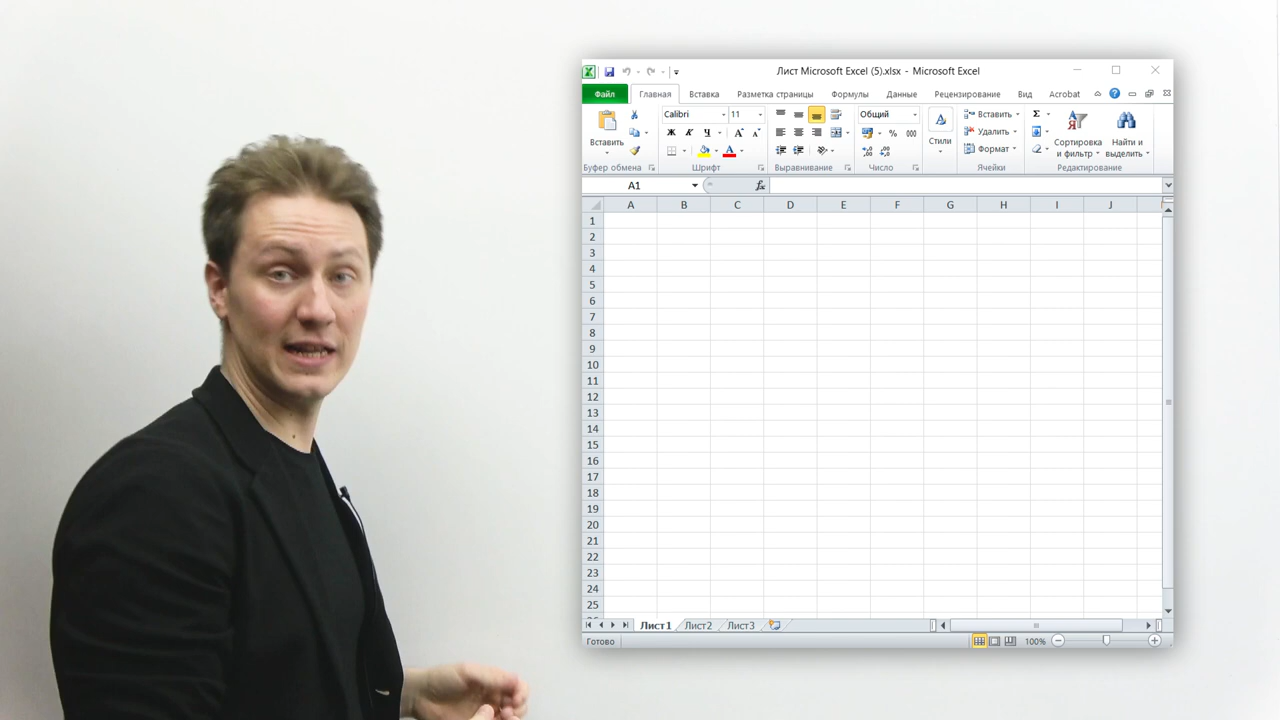 Лист Microsoft Excel (5).xlsx - Microsoft Excel
Файл Главная Вставка Разметка страницы Формулы Данные Рецензирование Вид Acrobat
Вставить
Буфер обмена
Calibri 11
Ж К Ч
Шрифт
Выравнивание
Общий
% 000
Число
Стили
Вставить
Удалить
Формат
Ячейки
Σ
Сортировка и фильтр
Найти и выделить
Редактирование
A1 fx
A B C D E F G H I J
1
2
3
4
5
6
7
8
9
10
11
12
13
14
15
16
17
18
19
20
21
22
23
24
25
Лист1 Лист2 Лист3
Готово 100%